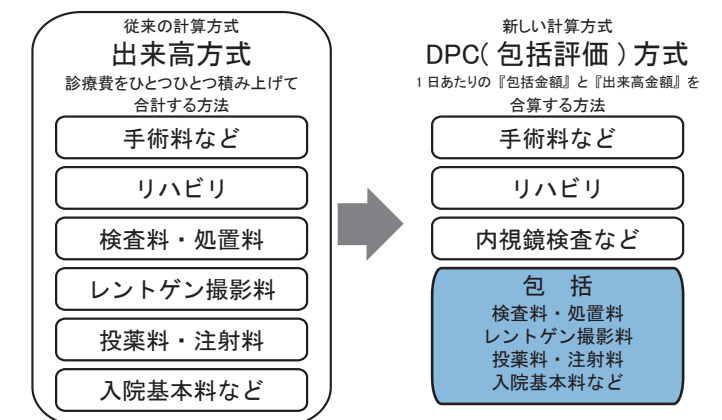 従来の計算方式
出来高方式
診療費をひとつひとつ積み上げて
合計する方法
手術料など
リハビリ
検査料・処置料
レントゲン撮影料
投薬料・注射料
入院基本料など
新しい計算方式
DPC(包括評価)方式
1日あたりの『包括金額』と『出来高金額』を
合算する方法
手術料など
リハビリ
内視鏡検査など
包 括
検査料・処置料
レントゲン撮影料
投薬料・注射料
入院基本料など